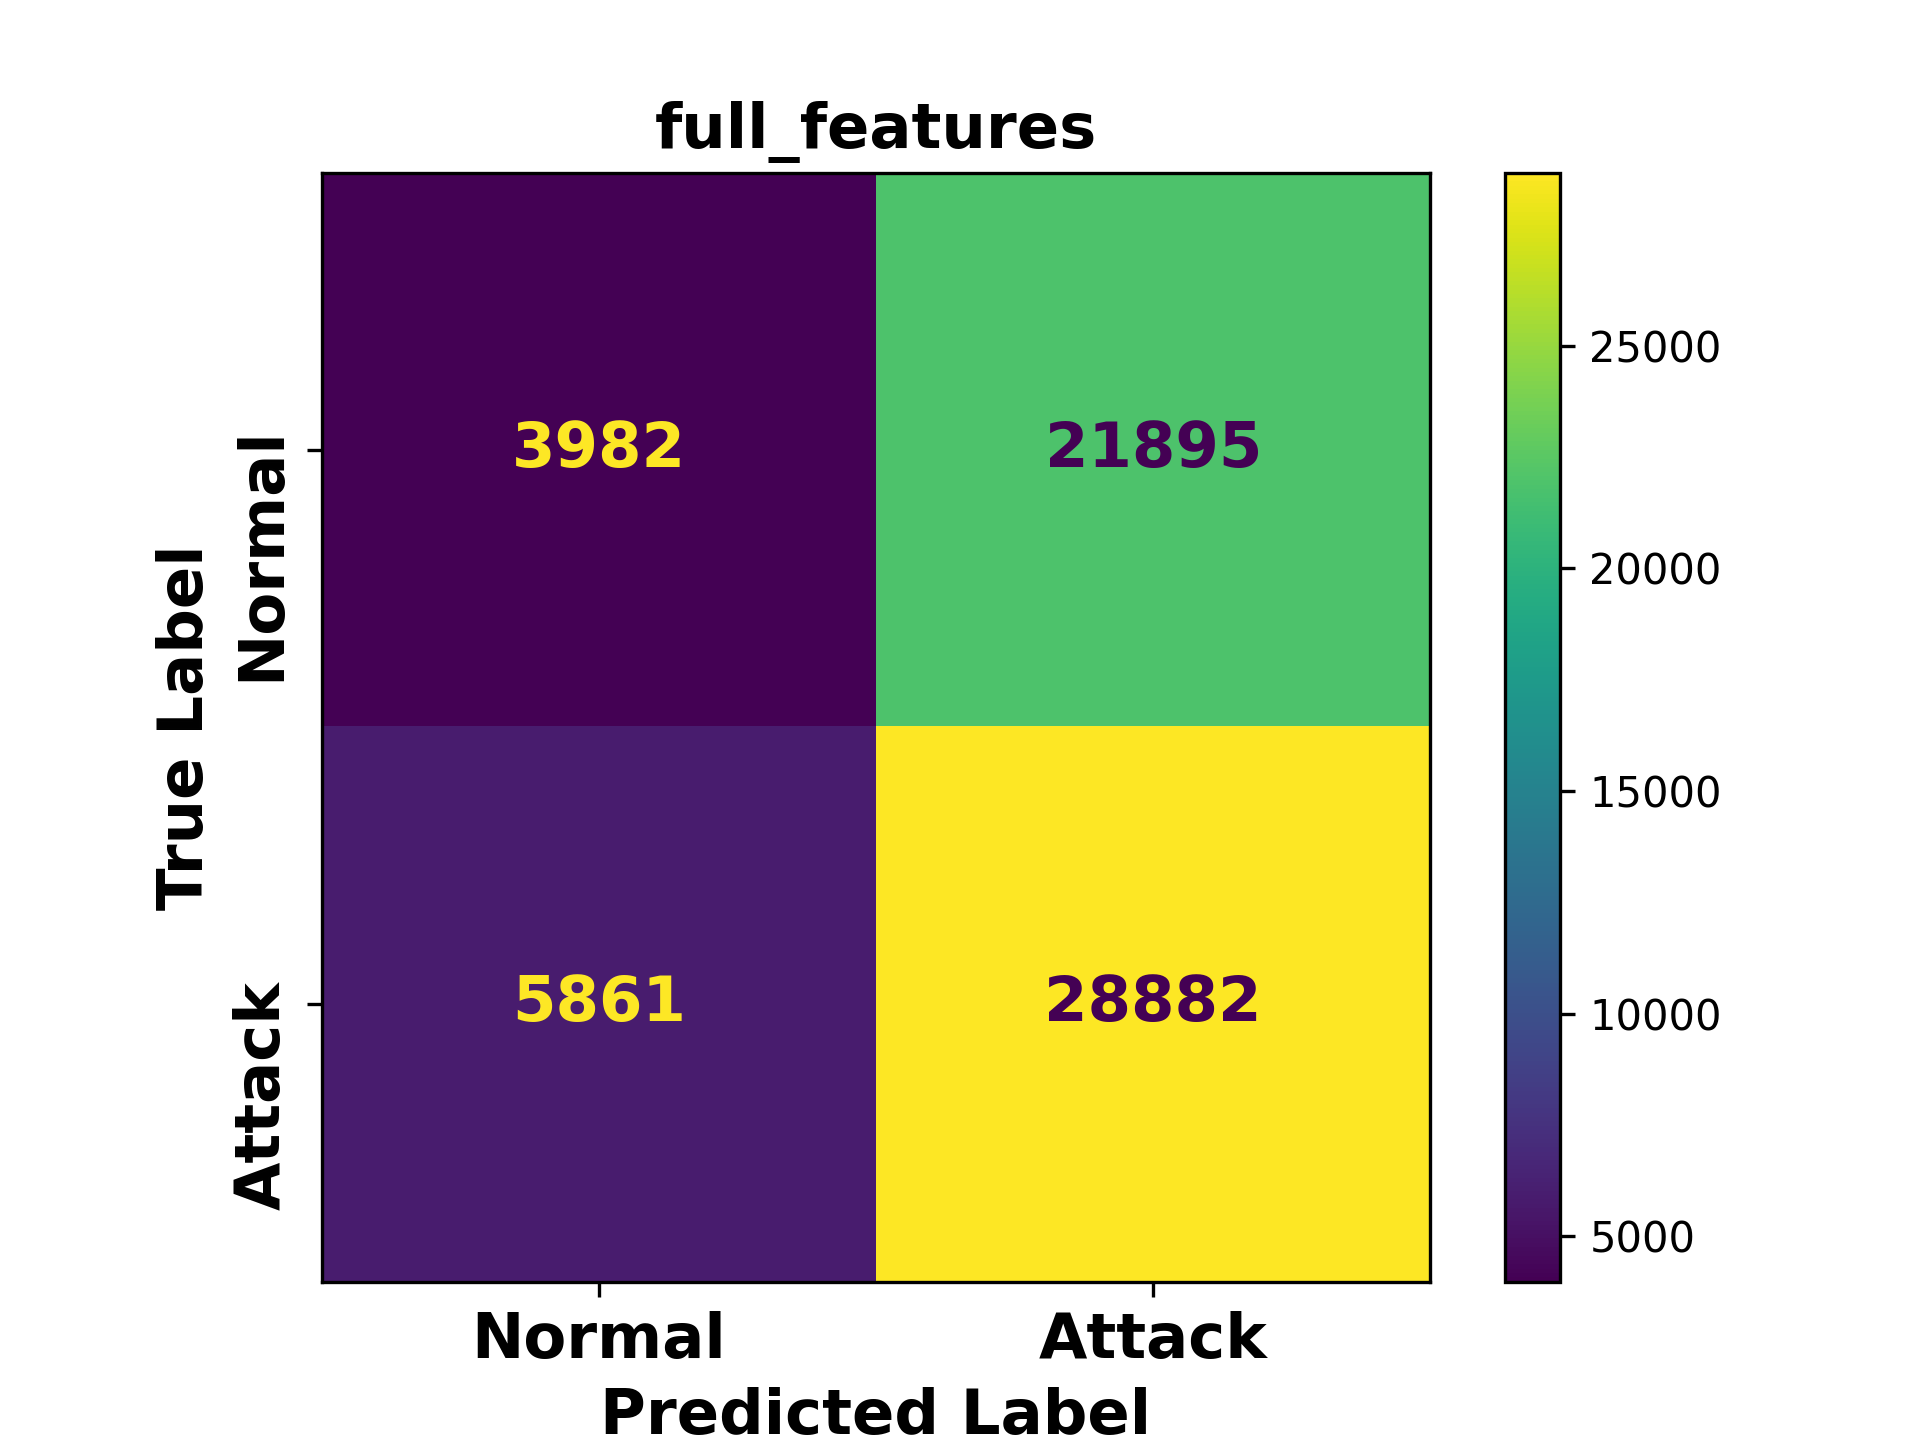 full_features
True Label
Normal
Attack
3982
21895
5861
28882
Normal
Attack
Predicted Label
25000
20000
15000
10000
5000